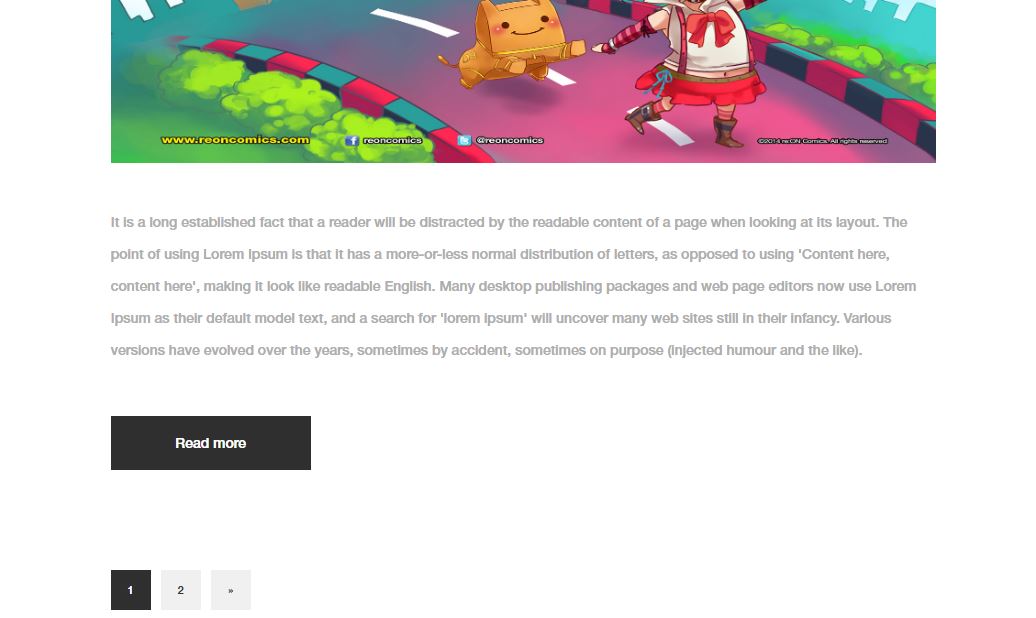 www.reoncomics.com
reoncomics
@reoncomics
©2014 re:ON Comics. All rights reserved
It is a long established fact that a reader will be distracted by the readable content of a page when looking at its layout. The
point of using Lorem Ipsum is that it has a more-or-less normal distribution of letters, as opposed to using 'Content here,
content here', making it look like readable English. Many desktop publishing packages and web page editors now use Lorem
Ipsum as their default model text, and a search for 'lorem ipsum' will uncover many web sites still in their infancy. Various
versions have evolved over the years, sometimes by accident, sometimes on purpose (injected humour and the like).
Read more
1 2 »